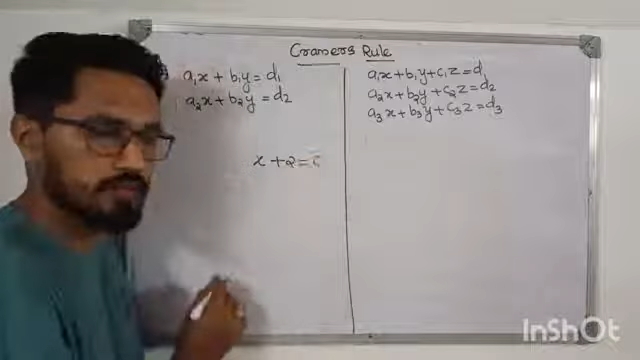 Cramers Rule
a₁x + b₁y = d₁
a₂x + b₂y = d₂
x + 2 =
a₁x + b₁y + c₁z = d₁
a₂x + b₂y + c₂z = d₂
a₃x + b₃y + c₃z = d₃
InShOt